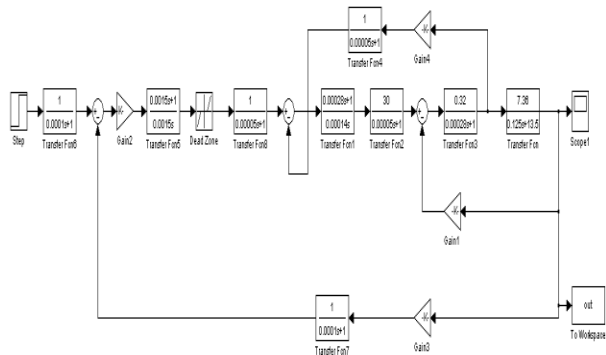 1
0.00005s+1
Transfer Fcn4
-K-
Gain4
Step
1
0.0001s+1
Transfer Fcn6
-K-
Gain2
0.0015s+1
0.0015s
Transfer Fcn5
Dead Zone
1
0.00005s+1
Transfer Fcn8
0.00028s+1
0.00014s
Transfer Fcn1
30
0.00005s+1
Transfer Fcn2
0.32
0.00028s+1
Transfer Fcn3
7.36
0.125s+13.5
Transfer Fcn
Scope1
-K-
Gain1
out
To Workspace
1
0.0001s+1
Transfer Fcn7
-K-
Gain3